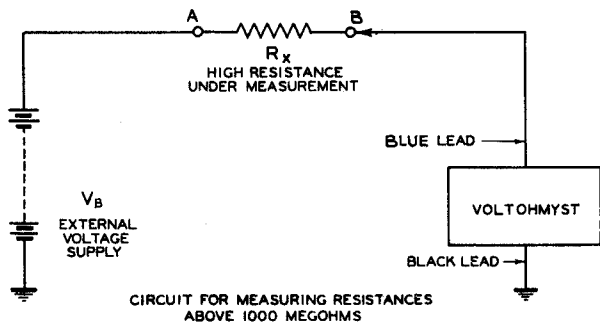 A
B
R X
HIGH RESISTANCE
UNDER MEASUREMENT
BLUE LEAD
V B
EXTERNAL
VOLTAGE
SUPPLY
VOLTOHMYST
BLACK LEAD
CIRCUIT FOR MEASURING RESISTANCES
ABOVE 1000 MEGOHMS